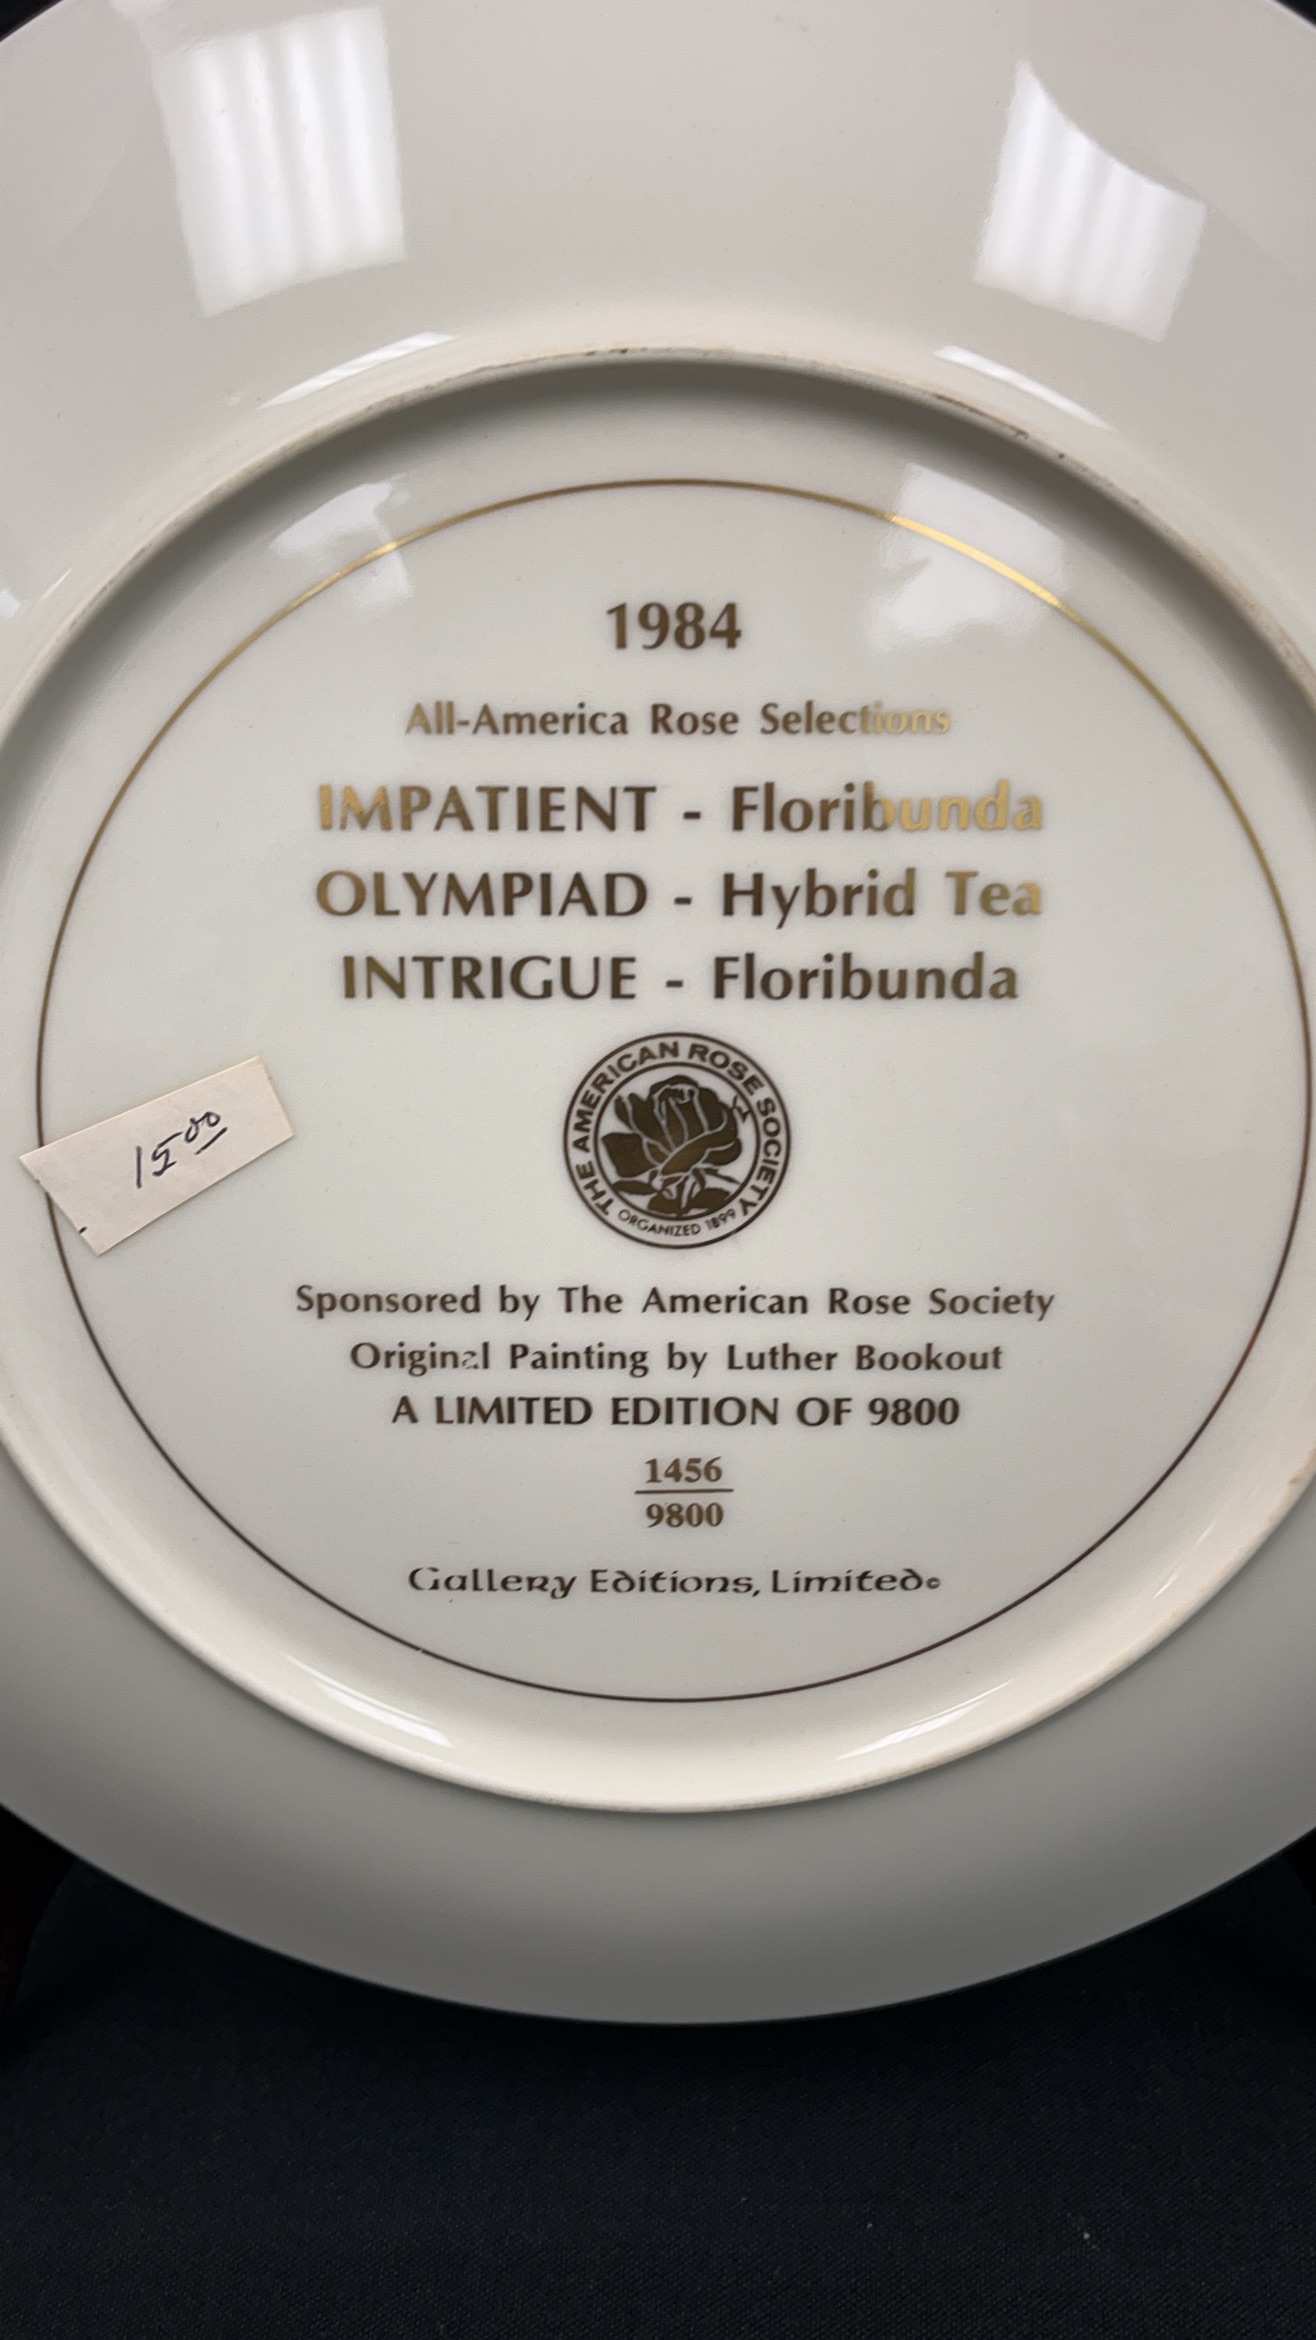 1984
All-America Rose Selections
IMPATIENT - Floribunda
OLYMPIAD - Hybrid Tea
INTRIGUE - Floribunda
THE AMERICAN ROSE SOCIETY
ORGANIZED 1899
15.00
Sponsored by The American Rose Society
Original Painting by Luther Bookout
A LIMITED EDITION OF 9800
1456
9800
Gallery Editions, Limited©